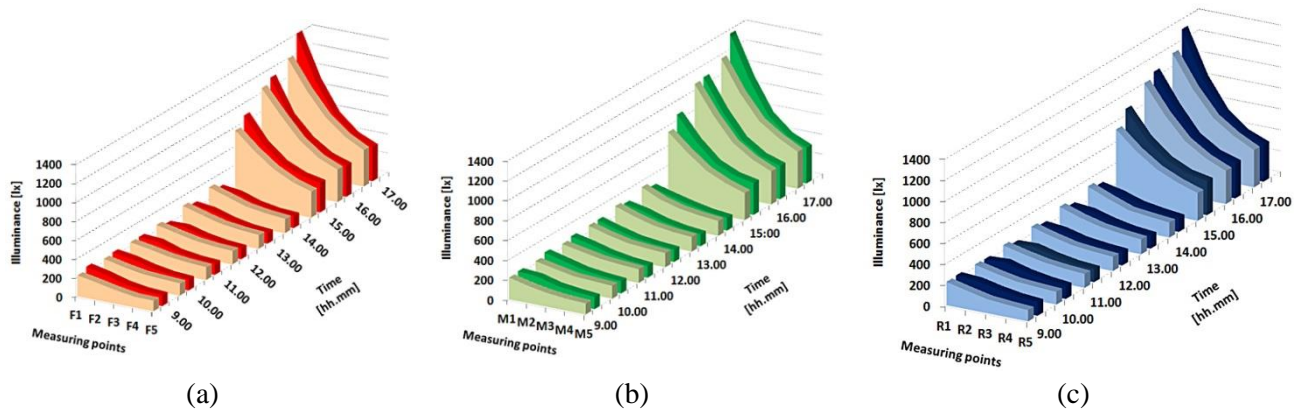 1400
1200
1000
800
600
400
200
0
Illuminance [lx]
F1 F2 F3 F4 F5
Measuring points
9.00
10.00
11.00
12.00
13.00
14.00
15.00
16.00
17.00
Time
[hh.mm]
(a)
1400
1200
1000
800
600
400
200
0
Illuminance [lx]
M1 M2 M3 M4 M5
Measuring points
9.00
10.00
11.00
12.00
13.00
14.00
15:00
16.00
17.00
Time
[hh.mm]
(b)
1400
1200
1000
800
600
400
200
0
Illuminance [lx]
R1 R2 R3 R4 R5
Measuring points
9.00
10.00
11.00
12.00
13.00
14.00
15.00
16.00
17.00
Time
[hh.mm]
(c)